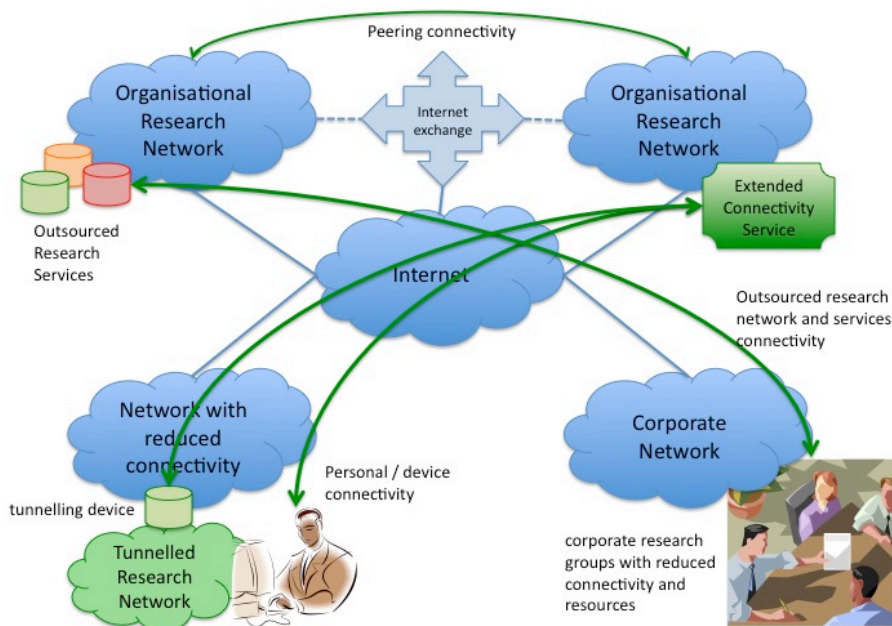 Peering connectivity
Organisational
Research
Network
Internet
exchange
Organisational
Research
Network
Extended
Connectivity
Service
Outsourced
Research
Services
Internet
Outsourced research
network and services
connectivity
Network with
reduced
connectivity
Corporate
Network
Personal / device
connectivity
tunnelling device
Tunnelled
Research
Network
corporate research
groups with reduced
connectivity and
resources